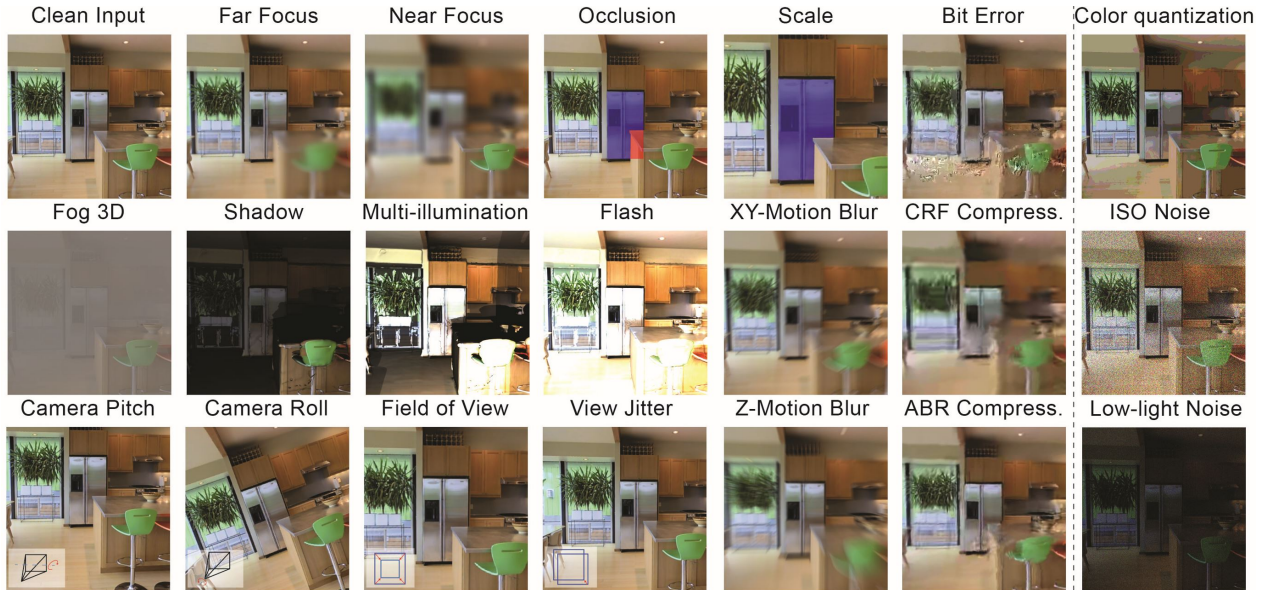 Clean Input
Far Focus
Near Focus
Occlusion
Scale
Bit Error
Color quantization
Fog 3D
Shadow
Multi-illumination
Flash
XY-Motion Blur
CRF Compress.
ISO Noise
Camera Pitch
Camera Roll
Field of View
View Jitter
Z-Motion Blur
ABR Compress.
Low-light Noise